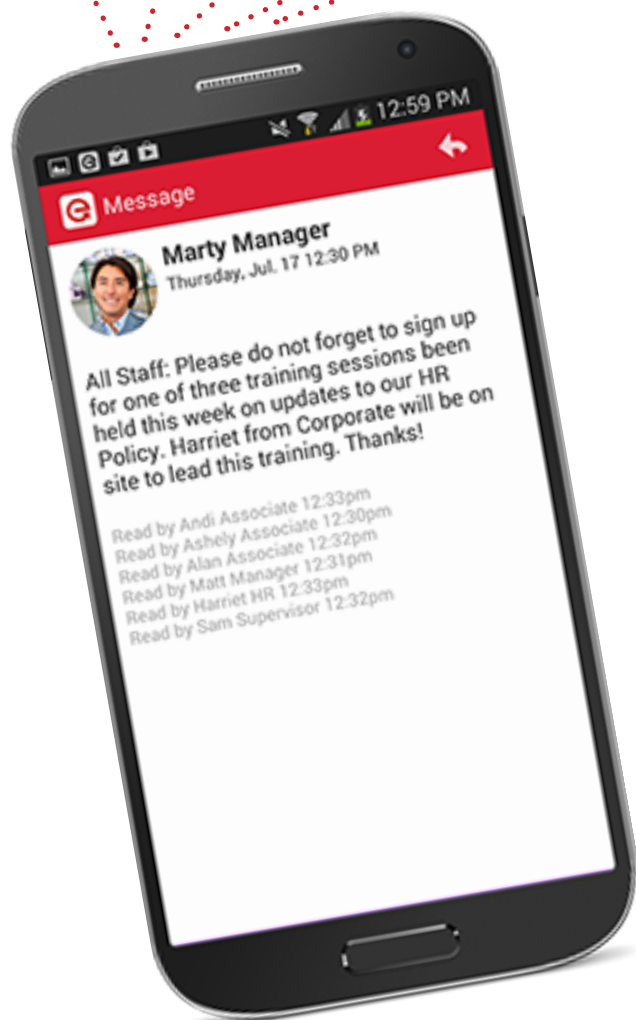 12:59 PM
Message
Marty Manager
Thursday, Jul. 17 12:30 PM
All Staff: Please do not forget to sign up
for one of three training sessions been
held this week on updates to our HR
Policy. Harriet from Corporate will be on
site to lead this training. Thanks!
Read by Andi Associate 12:33pm
Read by Ashely Associate 12:30pm
Read by Alan Associate 12:32pm
Read by Matt Manager 12:31pm
Read by Harriet HR 12:33pm
Read by Sam Supervisor 12:32pm